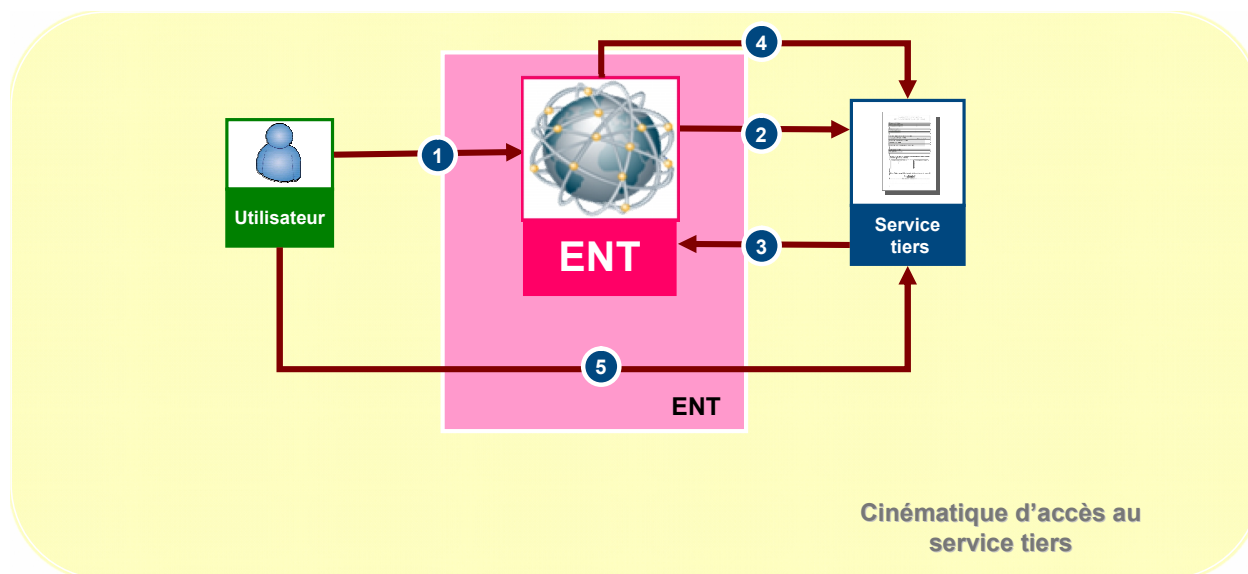 4
2
1
Utilisateur
ENT
Service
tiers
3
5
ENT
Cinématique d’accès au
service tiers